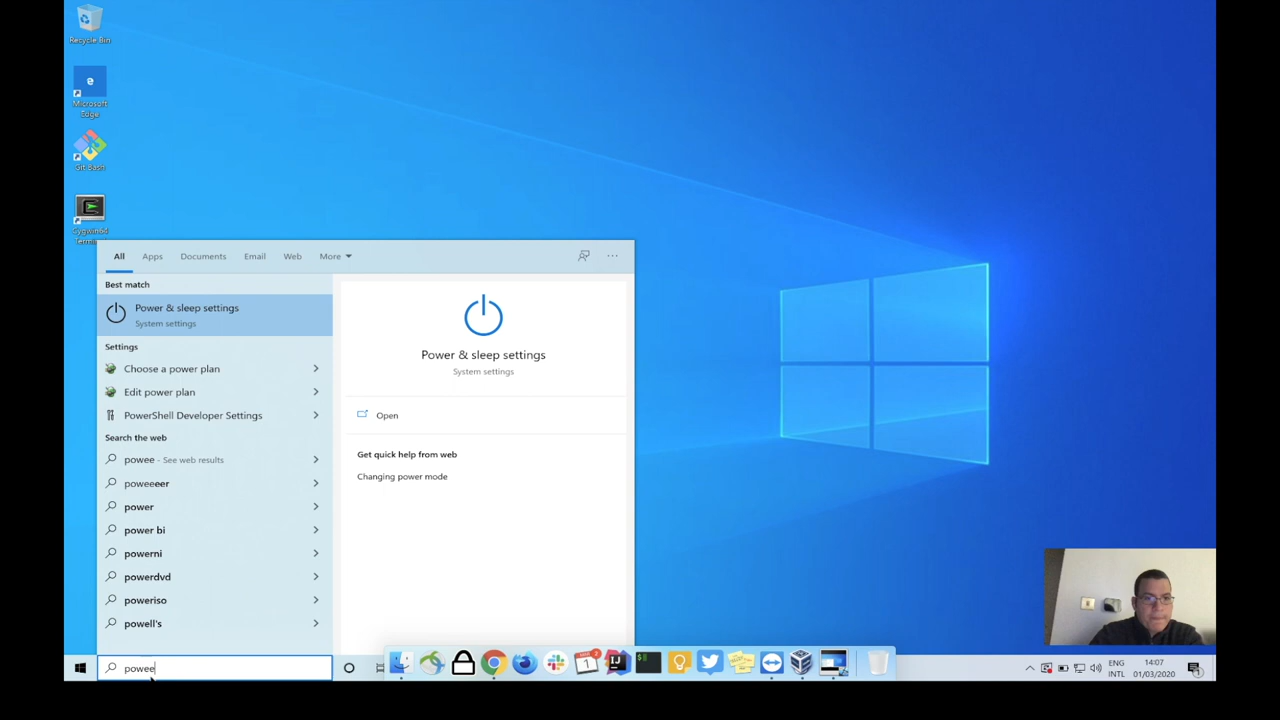 Recycle Bin
Microsoft
Edge
Git Bash
Cygwin64
Terminal
All Apps Documents Email Web More
Best match
Power & sleep settings
System settings
Settings
Choose a power plan
Edit power plan
PowerShell Developer Settings
Search the web
powee - See web results
poweeeer
power
power bi
powerni
powerdvd
poweriso
powell's
Power & sleep settings
System settings
Open
Get quick help from web
Changing power mode
powee
1
$
ENG
INTL
14:07
01/03/2020
1